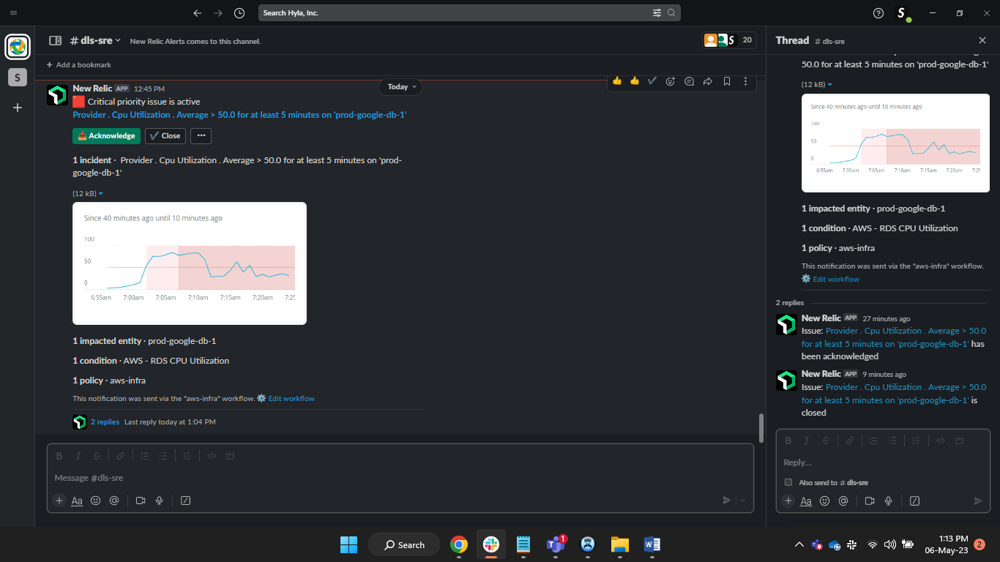 Search Hyla, Inc.
S
# dls-sre
New Relic Alerts comes to this channel.
S 20
Thread # dls-sre
S
+ Add a bookmark
Today
New Relic APP 12:45 PM
Critical priority issue is active
Provider . Cpu Utilization . Average > 50.0 for at least 5 minutes on 'prod-google-db-1'
Acknowledge
Close
1 incident · Provider . Cpu Utilization . Average > 50.0 for at least 5 minutes on 'prod-
google-db-1'
(12 kB)
Since 40 minutes ago until 10 minutes ago
100
50
0
6:55am 7:00am 7:05am 7:10am 7:15am 7:20am 7:25
1 impacted entity · prod-google-db-1
1 condition · AWS - RDS CPU Utilization
1 policy · aws-infra
This notification was sent via the "aws-infra" workflow. Edit workflow
2 replies Last reply today at 1:04 PM
B I S
Message #dls-sre
+ Aa @
50.0 for at least 5 minutes on 'prod-google-db-1'
(12 kB)
Since 40 minutes ago until 10 minutes ago
100
50
0
6:55am 7:00am 7:05am 7:10am 7:15am 7:20am 7:25
1 impacted entity · prod-google-db-1
1 condition · AWS - RDS CPU Utilization
1 policy · aws-infra
This notification was sent via the "aws-infra" workflow.
Edit workflow
2 replies
New Relic APP 27 minutes ago
Issue: Provider . Cpu Utilization . Average > 50.0
for at least 5 minutes on 'prod-google-db-1' has
been acknowledged
New Relic APP 9 minutes ago
Issue: Provider . Cpu Utilization . Average > 50.0
for at least 5 minutes on 'prod-google-db-1' is
closed
B I S
Reply...
Also send to # dls-sre
+ Aa @
Search
1
1:13 PM
06-May-23
2